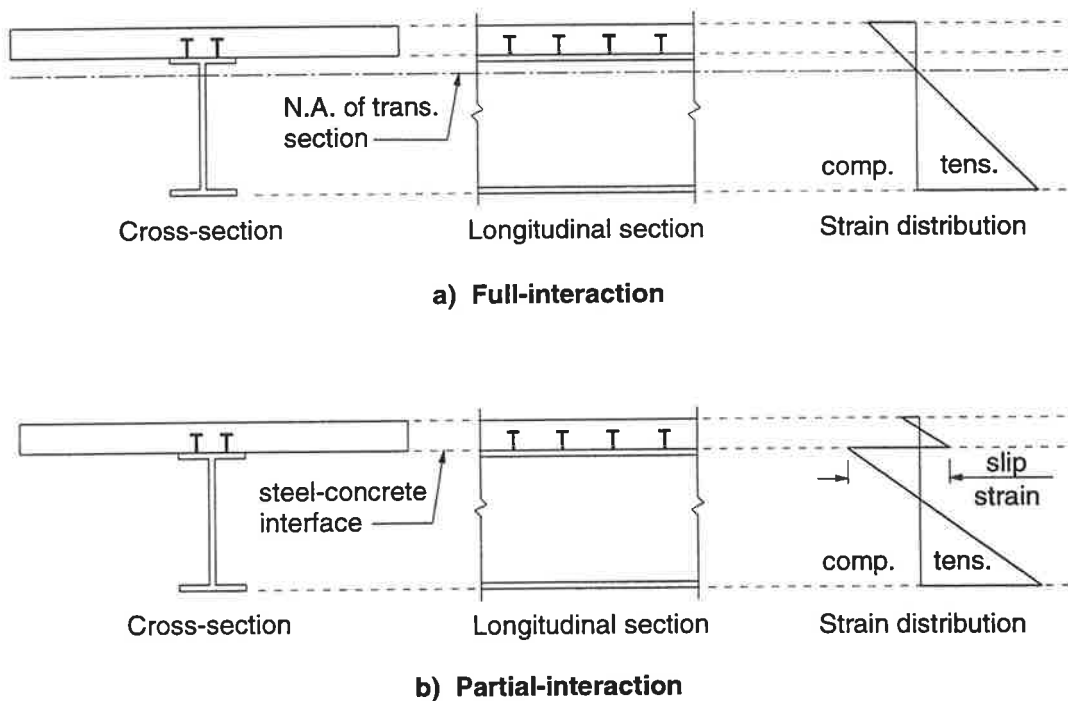 N.A. of trans.
section
comp. tens.
Cross-section
Longitudinal section
Strain distribution
a) Full-interaction
steel-concrete
interface
slip
strain
comp. tens.
Cross-section
Longitudinal section
Strain distribution
b) Partial-interaction